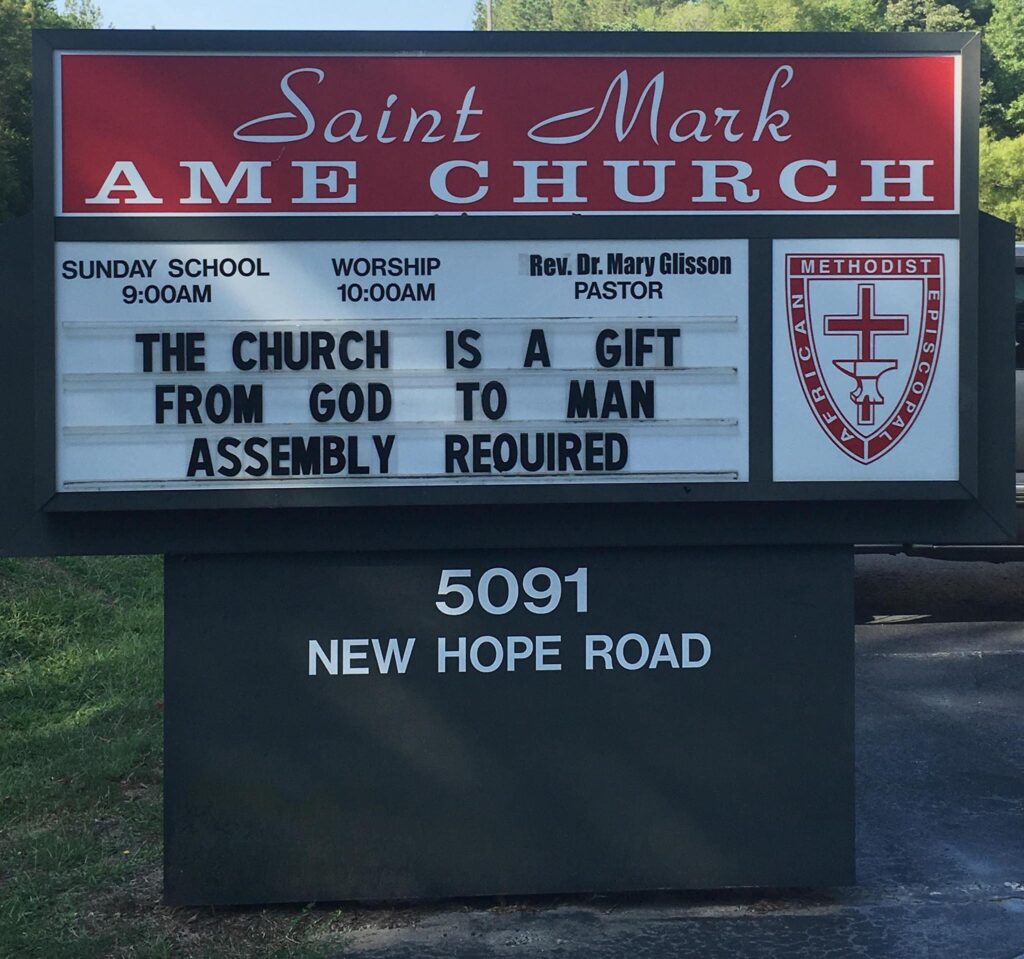 Saint Mark
AME CHURCH
SUNDAY SCHOOL
9:00AM
WORSHIP
10:00AM
Rev. Dr. Mary Glisson
PASTOR
THE CHURCH IS A GIFT
FROM GOD TO MAN
ASSEMBLY REQUIRED
AFRICAN
METHODIST
EPISCOPAL
5091
NEW HOPE ROAD